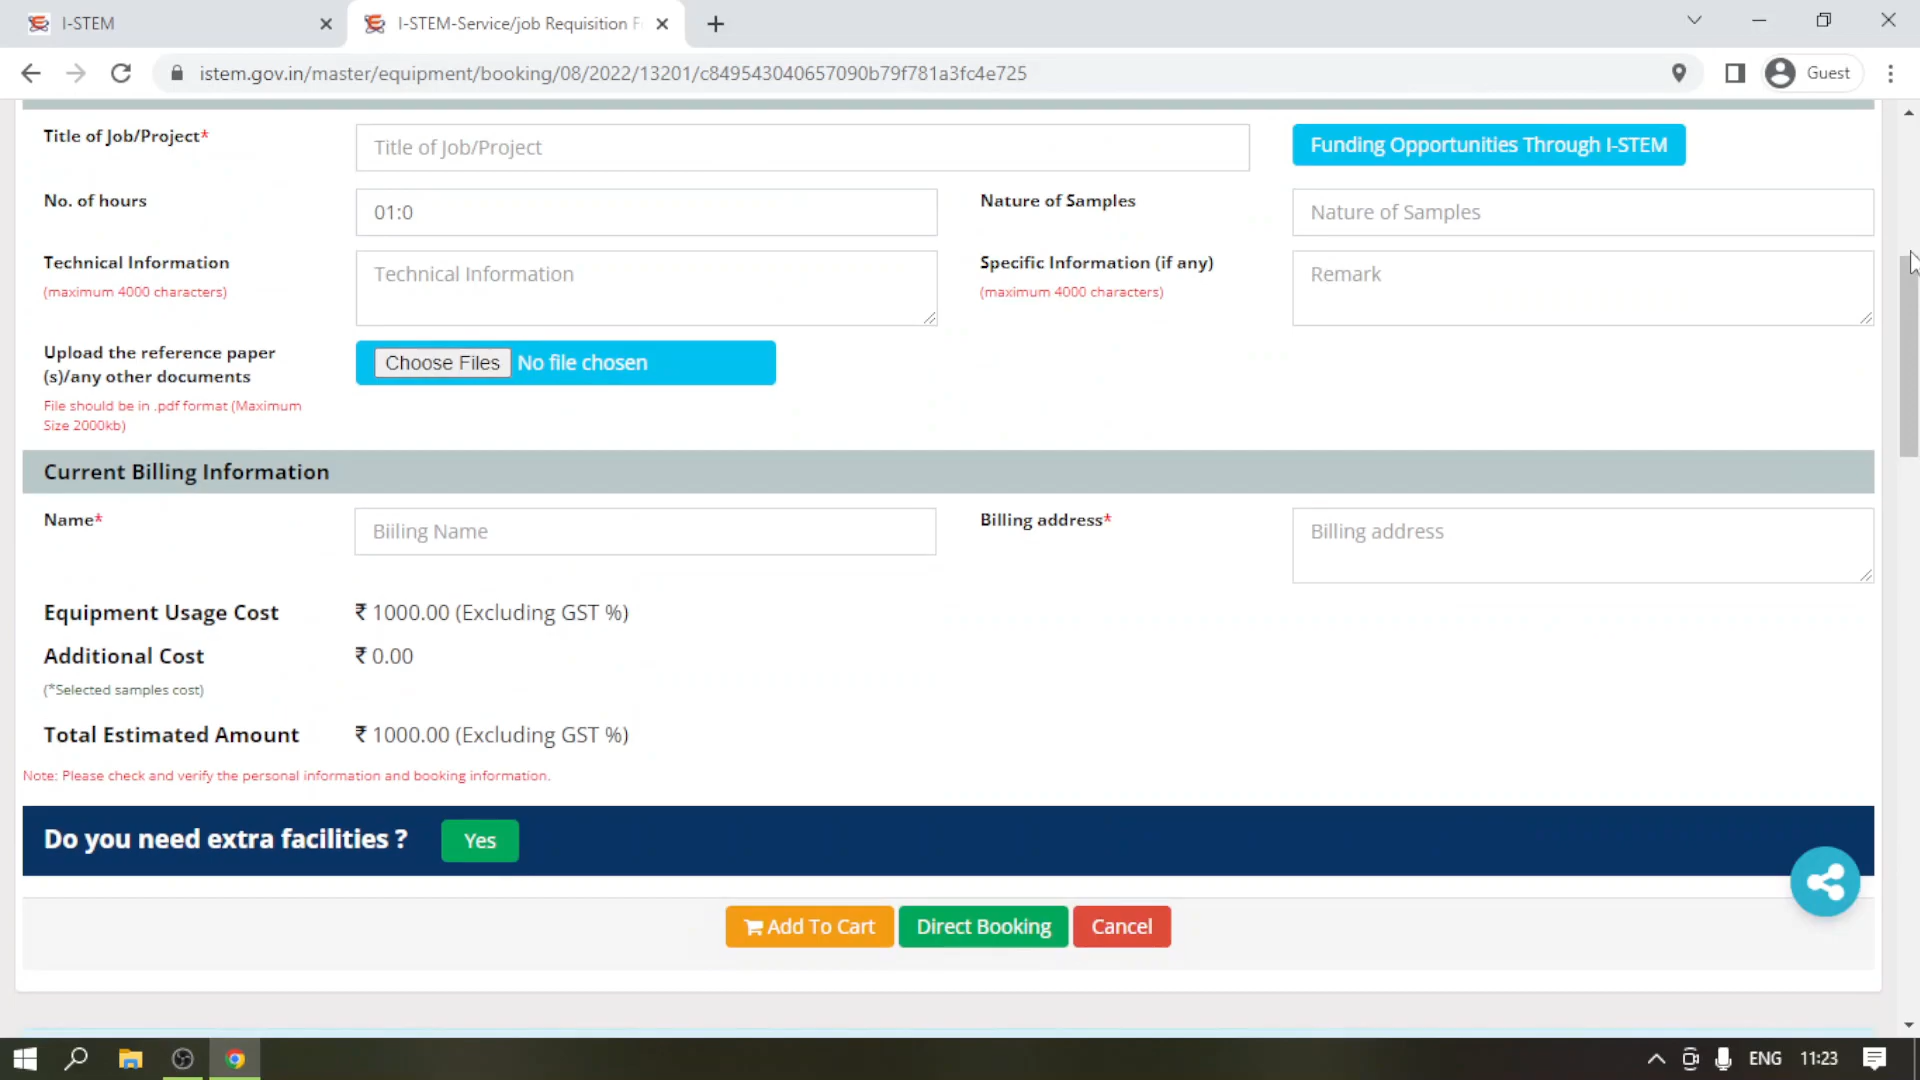 I-STEM
I-STEM-Service/job Requisition F
istem.gov.in/master/equipment/booking/08/2022/13201/c849543040657090b79f781a3fc4e725
Guest
Title of Job/Project*
Title of Job/Project
Funding Opportunities Through I-STEM
No. of hours
01:0
Nature of Samples
Nature of Samples
Technical Information
(maximum 4000 characters)
Technical Information
Specific Information (if any)
(maximum 4000 characters)
Remark
Upload the reference paper
(s)/any other documents
File should be in .pdf format (Maximum
Size 2000kb)
Choose Files No file chosen
Current Billing Information
Name*
Biiling Name
Billing address*
Billing address
Equipment Usage Cost
₹ 1000.00 (Excluding GST %)
Additional Cost
₹ 0.00
(*Selected samples cost)
Total Estimated Amount
₹ 1000.00 (Excluding GST %)
Note: Please check and verify the personal information and booking information.
Do you need extra facilities ?
Yes
Add To Cart
Direct Booking
Cancel
ENG
11:23